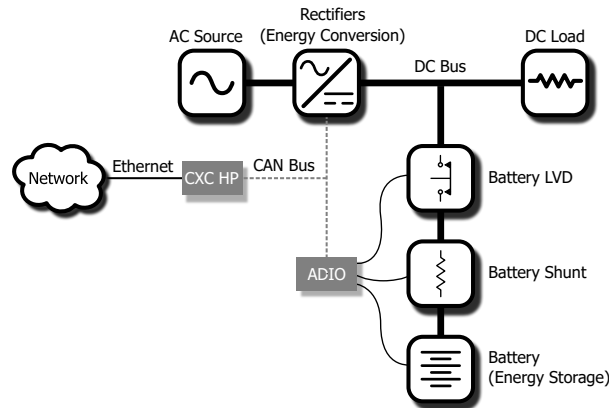 Rectifiers
(Energy Conversion)
AC Source
DC Load
DC Bus
Ethernet
CAN Bus
Network
CXC HP
Battery LVD
ADIO
Battery Shunt
Battery
(Energy Storage)